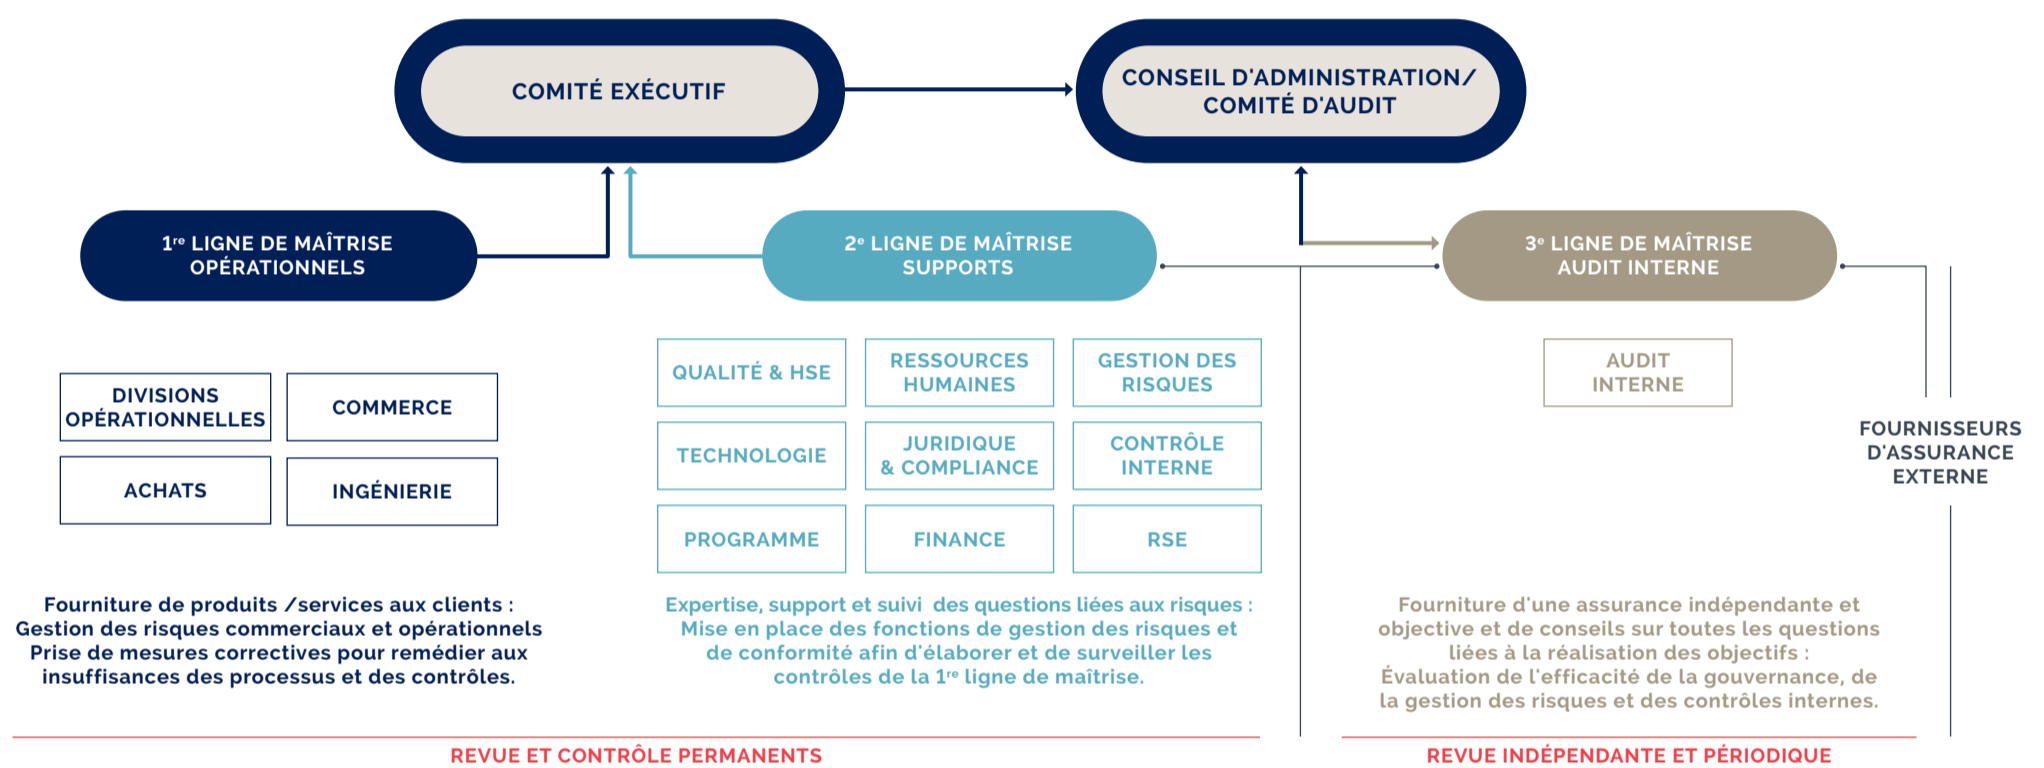 COMITÉ EXÉCUTIF
CONSEIL D'ADMINISTRATION/
COMITÉ D'AUDIT
1re LIGNE DE MAÎTRISE
OPÉRATIONNELS
2e LIGNE DE MAÎTRISE
SUPPORTS
3e LIGNE DE MAÎTRISE
AUDIT INTERNE
DIVISIONS
OPÉRATIONNELLES
COMMERCE
ACHATS
INGÉNIERIE
QUALITÉ & HSE
RESSOURCES
HUMAINES
GESTION DES
RISQUES
TECHNOLOGIE
JURIDIQUE
& COMPLIANCE
CONTRÔLE
INTERNE
PROGRAMME
FINANCE
RSE
AUDIT
INTERNE
FOURNISSEURS
D'ASSURANCE
EXTERNE
Fourniture de produits /services aux clients :
Gestion des risques commerciaux et opérationnels
Prise de mesures correctives pour remédier aux
insuffisances des processus et des contrôles.
Expertise, support et suivi  des questions liées aux risques :
Mise en place des fonctions de gestion des risques et
de conformité afin d'élaborer et de surveiller les
contrôles de la 1re ligne de maîtrise.
Fourniture d'une assurance indépendante et
objective et de conseils sur toutes les questions
liées à la réalisation des objectifs :
Évaluation de l'efficacité de la gouvernance, de
la gestion des risques et des contrôles internes.
REVUE ET CONTRÔLE PERMANENTS
REVUE INDÉPENDANTE ET PÉRIODIQUE